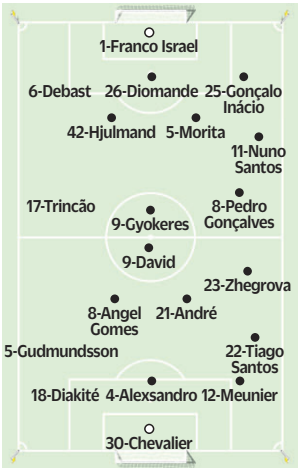 1-Franco Israel
6-Debast
26-Diomande
25-Gonçalo
Inácio
42-Hjulmand
5-Morita
11-Nuno
Santos
17-Trincão
8-Pedro
Gonçalves
9-Gyokeres
9-David
23-Zhegrova
8-Angel
Gomes
21-André
5-Gudmundsson
22-Tiago
Santos
18-Diakité
4-Alexsandro
12-Meunier
30-Chevalier